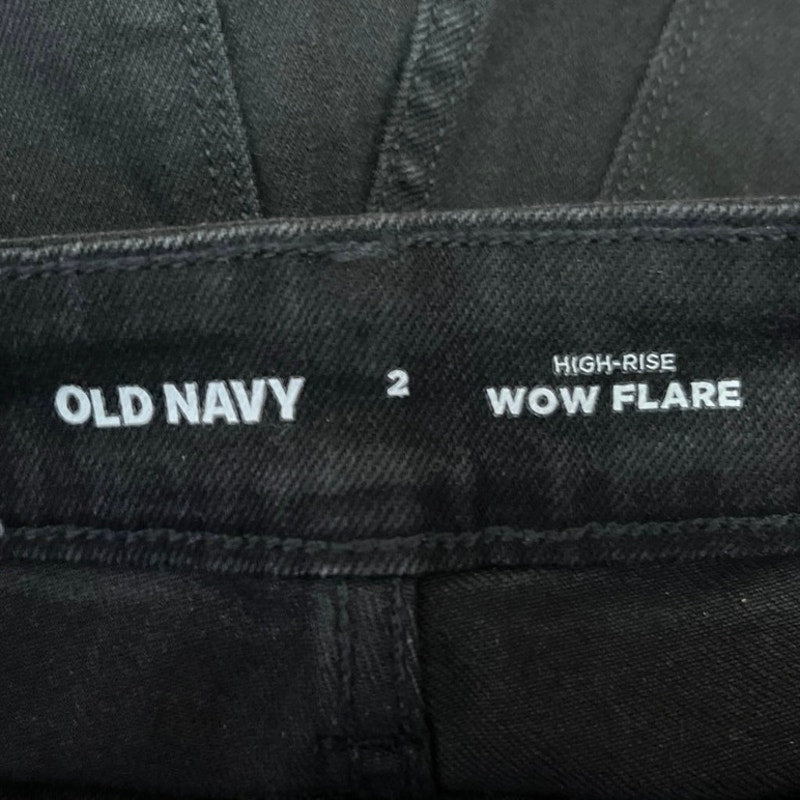 OLD NAVY
2
HIGH-RISE
WOW FLARE